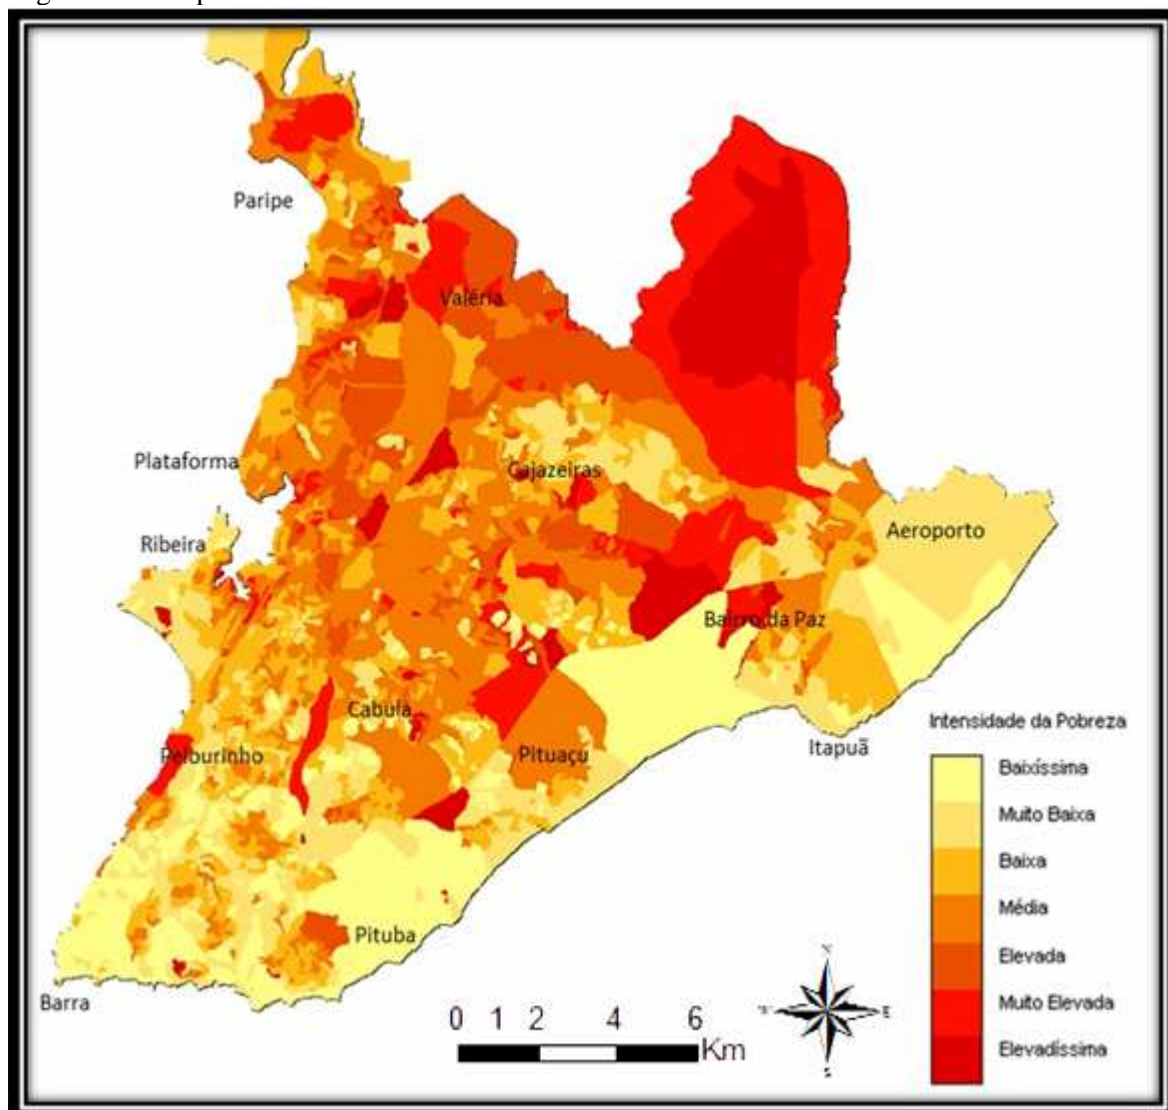 Paripe
Valéria
Plataforma
Cajazeiras
Ribeira
Aeroporto
Bairro da Paz
Cabula
Pelourinho
Pituaçu
Itapuã
Pituba
Barra
Intensidade da Pobreza
Baixíssima
Muito Baixa
Baixa
Média
Elevada
Muito Elevada
Elevadíssima
0 1 2 4 6
Km
N
E
S